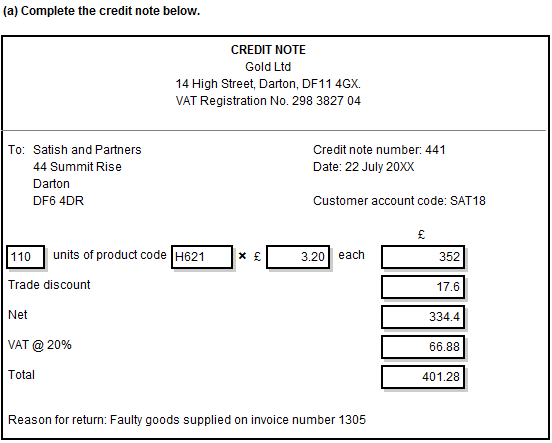 (a) Complete the credit note below.
CREDIT NOTE
Gold Ltd
14 High Street, Darton, DF11 4GX.
VAT Registration No. 298 3827 04
To: Satish and Partners Credit note number: 441
44 Summit Rise Date: 22 July 20XX
Darton
DF6 4DR Customer account code: SAT18
£
110 units of product code H621 × £ 3.20 each 352
Trade discount 17.6
Net 334.4
VAT @ 20% 66.88
Total 401.28
Reason for return: Faulty goods supplied on invoice number 1305